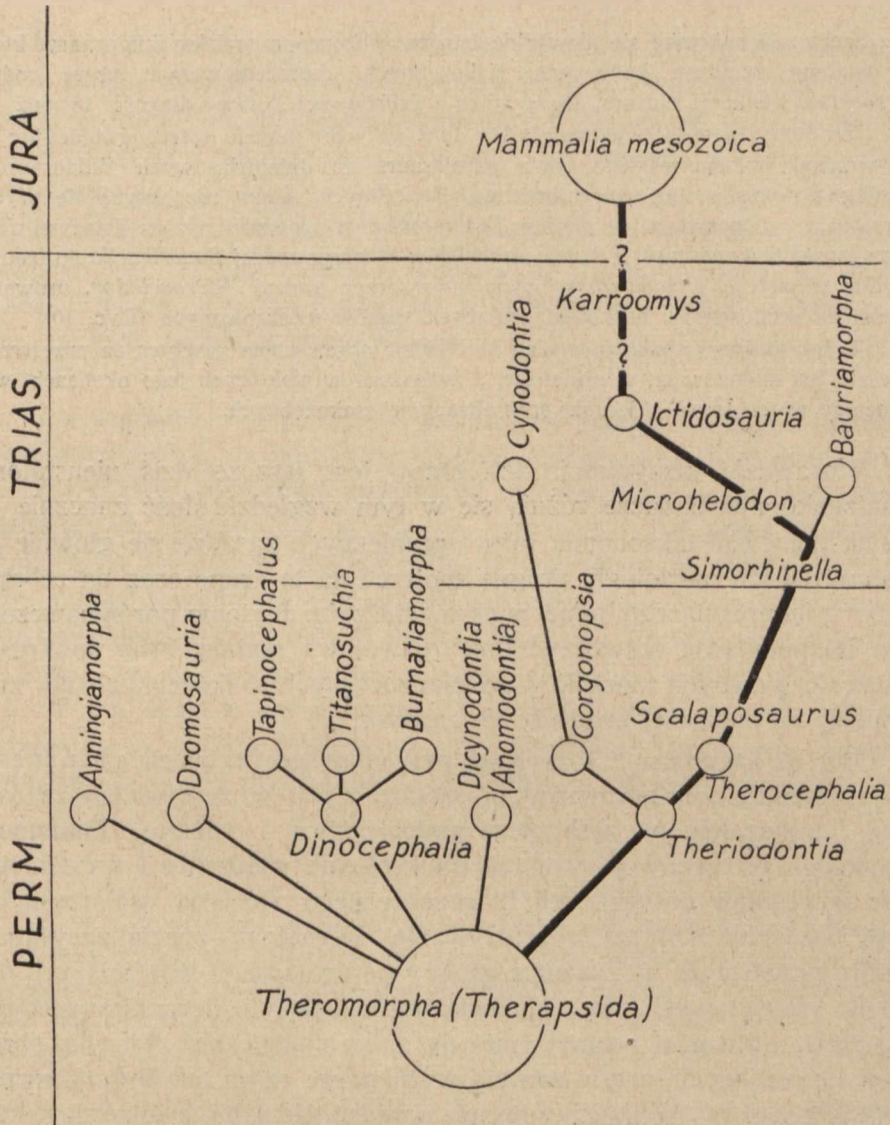 JURA
Mammalia mesozoica
?
Karroomys
?
TRIAS
Cynodontia
Ictidosauria
Bauriamorpha
Microhelodon
Simorhinella
PERM
Anningiamorpha
Dromosauria
Tapinocephalus
Titanosuchia
Burnatiamorpha
Dicynodontia
(Anomodontia)
Gorgonopsia
Scalaposaurus
Therocephalia
Dinocephalia
Theriodontia
Theromorpha (Therapsida)